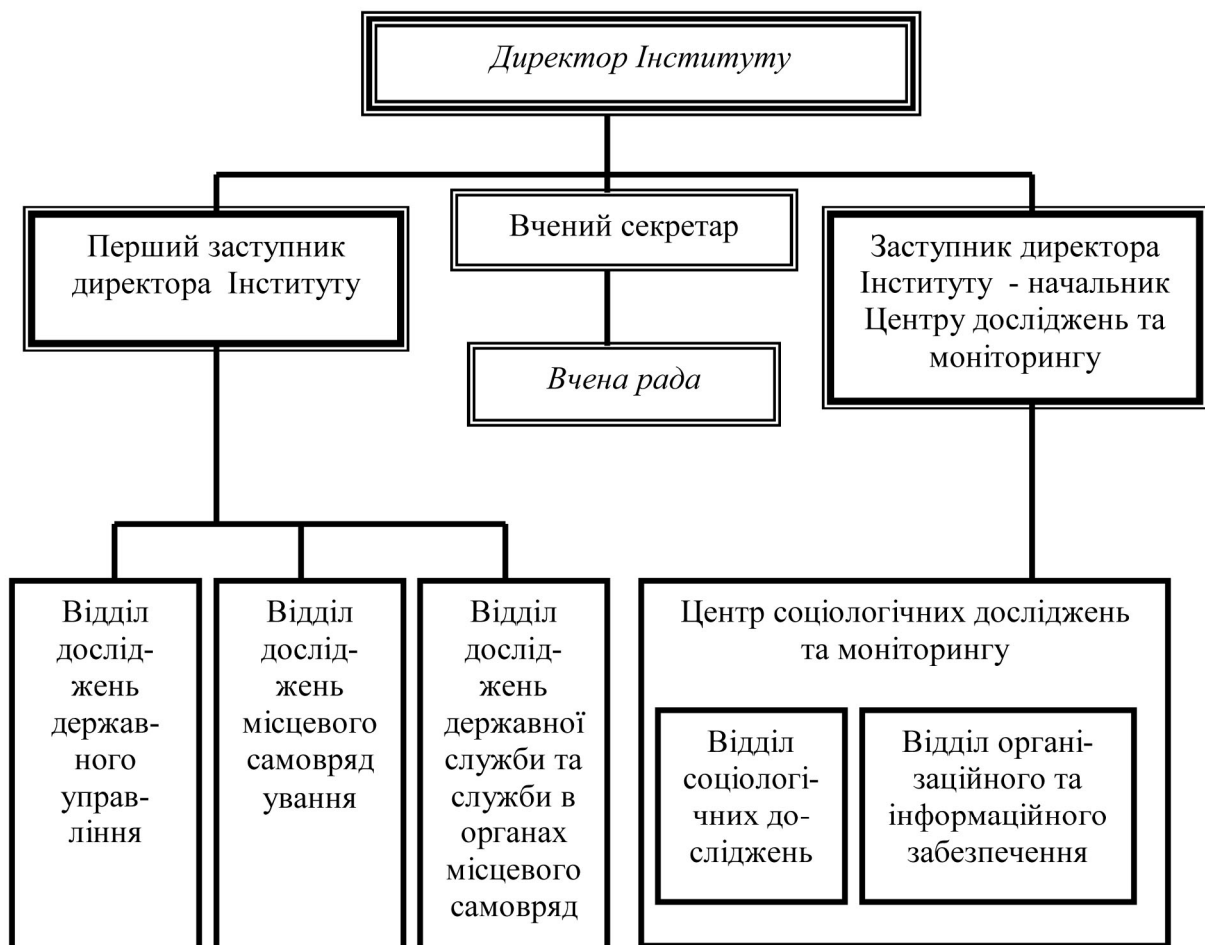 Директор Інституту
Перший заступник
директора Інституту
Вчений секретар
Заступник директора
Інституту - начальник
Центру досліджень та
моніторингу
Вчена рада
Відділ
дослід-
жень
держав-
ного
управ-
ління
Відділ
дослід-
жень
місцевого
самовряд
ування
Відділ
дослід-
жень
державної
служби та
служби в
органах
місцевого
самовряд
Центр соціологічних досліджень
та моніторингу
Відділ
соціологі-
чних до-
сліджень
Відділ органі-
заційного та
інформаційного
забезпечення